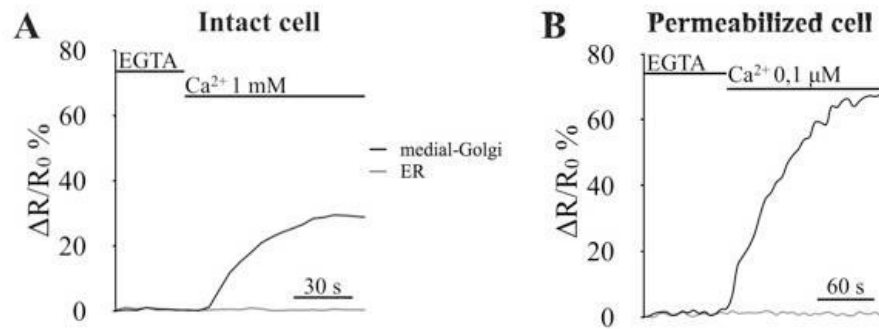 A Intact cell
80
EGTA
Ca²⁺ 1 mM
60
40
20
0
ΔR/R₀ %
30 s
medial-Golgi
ER
B Permeabilized cell
80
EGTA
Ca²⁺ 0,1 µM
60
40
20
0
ΔR/R₀ %
60 s